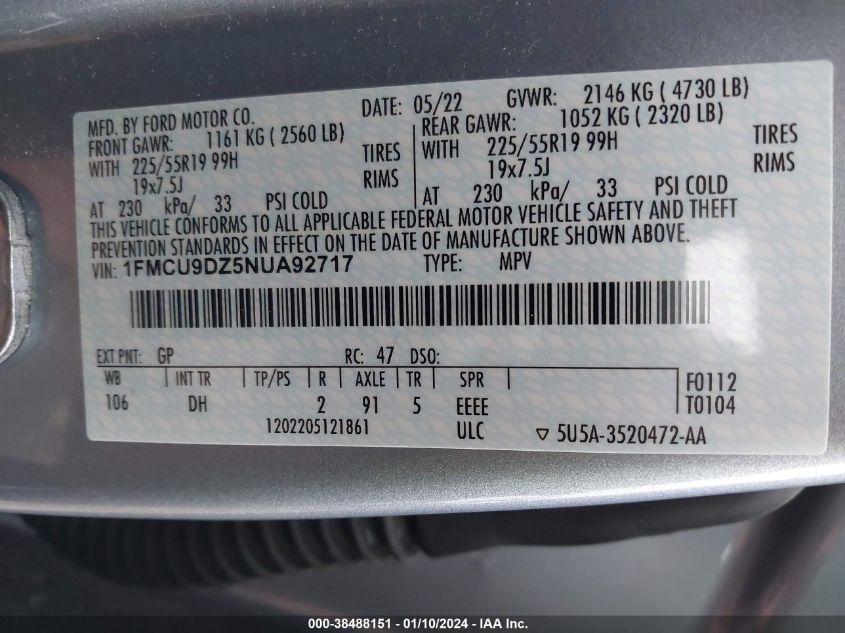 MFD. BY FORD MOTOR CO. DATE: 05/22 GVWR: 2146 KG ( 4730 LB)
FRONT GAWR: 1161 KG ( 2560 LB) REAR GAWR: 1052 KG ( 2320 LB)
WITH 225/55R19 99H TIRES WITH 225/55R19 99H TIRES
19x7.5J RIMS 19x7.5J RIMS
AT 230 kPa/ 33 PSI COLD AT 230 kPa/ 33 PSI COLD
THIS VEHICLE CONFORMS TO ALL APPLICABLE FEDERAL MOTOR VEHICLE SAFETY AND THEFT
PREVENTION STANDARDS IN EFFECT ON THE DATE OF MANUFACTURE SHOWN ABOVE.
VIN: 1FMCU9DZ5NUA92717 TYPE: MPV
EXT PNT: GP RC: 47 DSO:
WB INT TR TP/PS R AXLE TR SPR F0112
106 DH 2 91 5 EEEE T0104
1202205121861 ULC ▽ 5U5A-3520472-AA
000-38488151 - 01/10/2024 - IAA Inc.